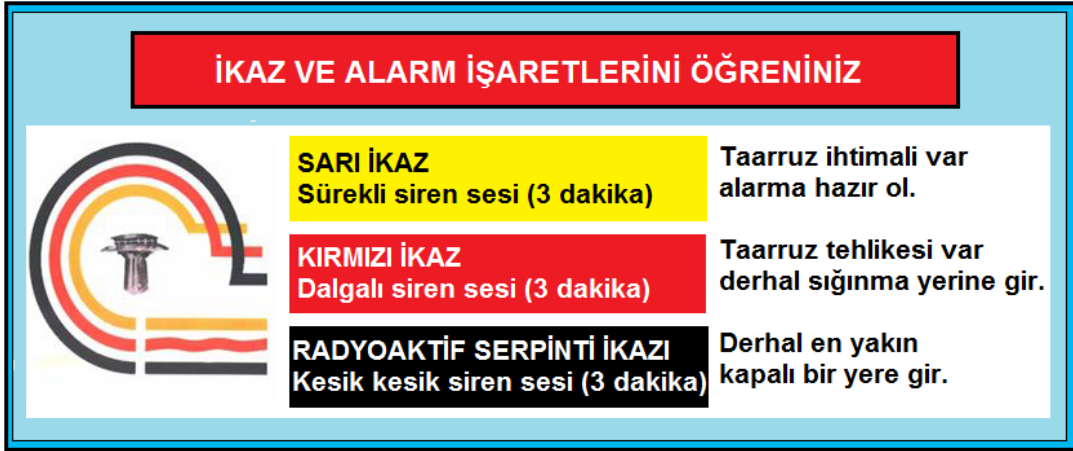 İKAZ VE ALARM İŞARETLERİNİ ÖĞRENİNİZ
SARI İKAZ
Sürekli siren sesi (3 dakika)
Taarruz ihtimali var
alarma hazır ol.
KIRMIZI İKAZ
Dalgalı siren sesi (3 dakika)
Taarruz tehlikesi var
derhal sığınma yerine gir.
RADYOAKTİF SERPİNTİ İKAZI
Kesik kesik siren sesi (3 dakika)
Derhal en yakın
kapalı bir yere gir.